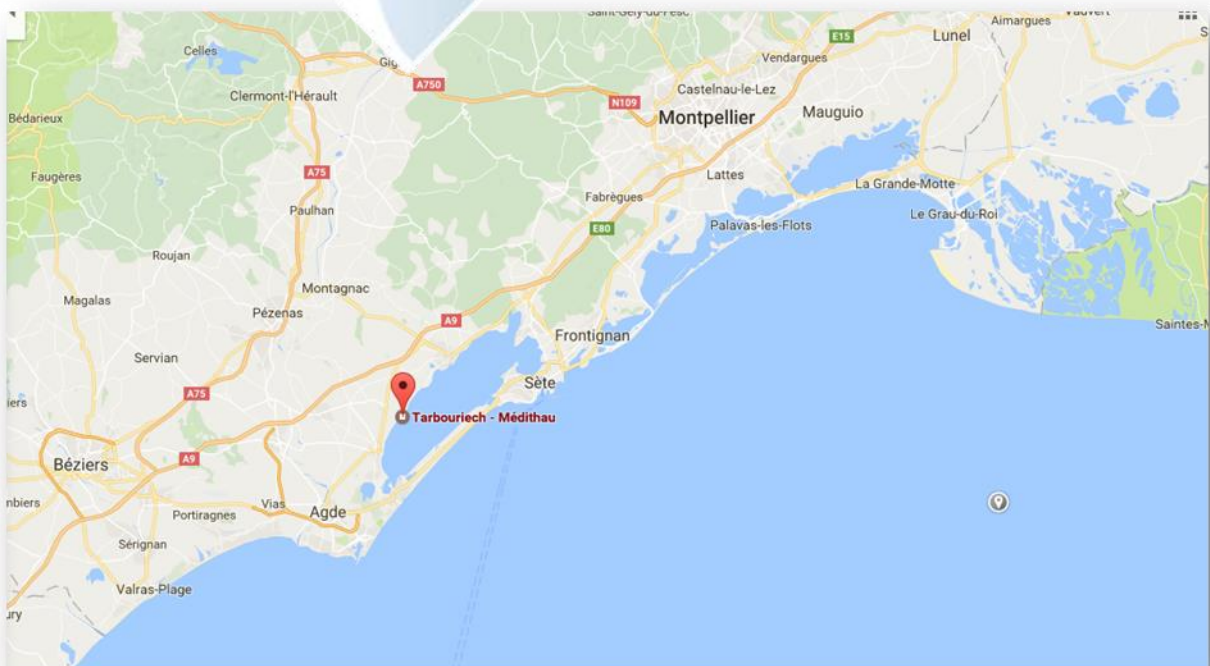 Saint-Gély-du-Fesc
Vauvert
Aimargues
Lunel
E15
Celles
Vendargues
A750
Castelnau-le-Lez
Clermont-l'Hérault
N109
Montpellier
Mauguio
Bédarieux
A75
Faugères
Lattes
La Grande-Motte
Fabrègues
Paulhan
Le Grau-du-Roi
Palavas-les-Flots
E80
Roujan
Montagnac
Magalas
Pézenas
A9
Frontignan
Servian
Sète
A75
Tarbouriech - Médithau
Béziers
A9
Vias
Agde
Portiragnes
Sérignan
Valras-Plage